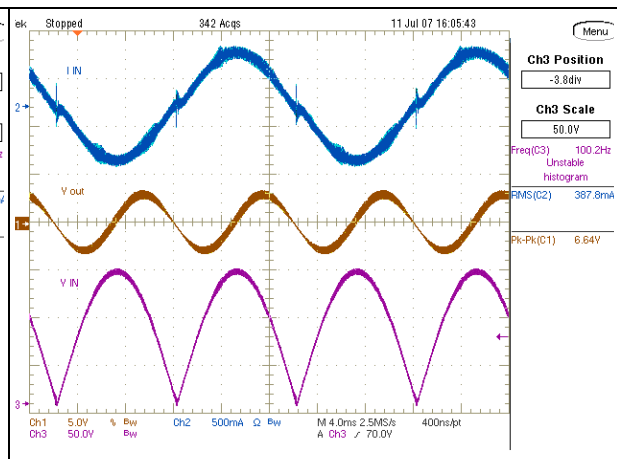 ek Stopped 342 Acqs 11 Jul 07 16:05:43
Menu
I IN
Ch3 Position
-3.8div
2
Ch3 Scale
50.0V
Freq(C3) 100.2Hz
Unstable
histogram
Y out
RMS(C2) 387.8mA
1
Pk-Pk(C1) 6.64V
Y IN
3
Ch1 5.0V % Bw Ch2 500mA Ω Bw M 4.0ms 2.5MS/s 400ns/pt
Ch3 50.0V Bw A Ch3 70.0V